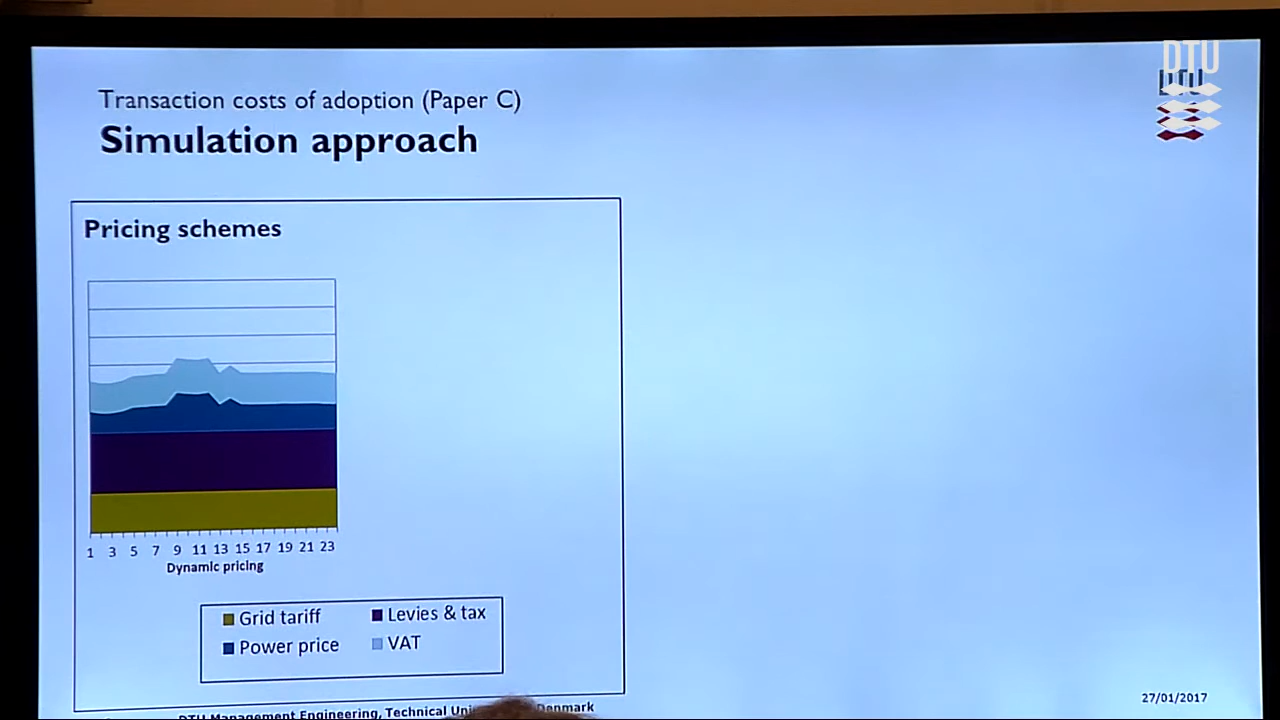 DTU
DTU
Transaction costs of adoption (Paper C)
Simulation approach
Pricing schemes
1 3 5 7 9 11 13 15 17 19 21 23
Dynamic pricing
Grid tariff
Levies & tax
Power price
VAT
DTU Management Engineering, Technical Denmark
27/01/2017